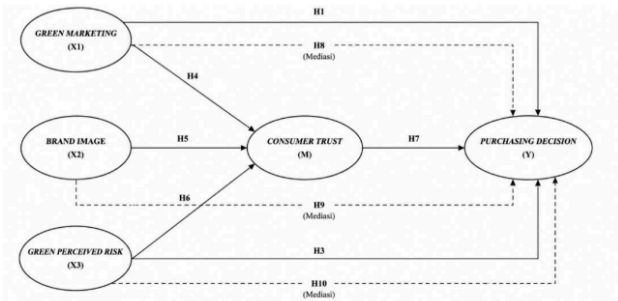 H1
GREEN MARKETING
(X1)
H8
(Mediasi)
H4
BRAND IMAGE
(X2)
H5
CONSUMER TRUST
(M)
H7
PURCHASING DECISION
(Y)
H6
H9
(Mediasi)
GREEN PERCEIVED RISK
(X3)
H3
H10
(Mediasi)